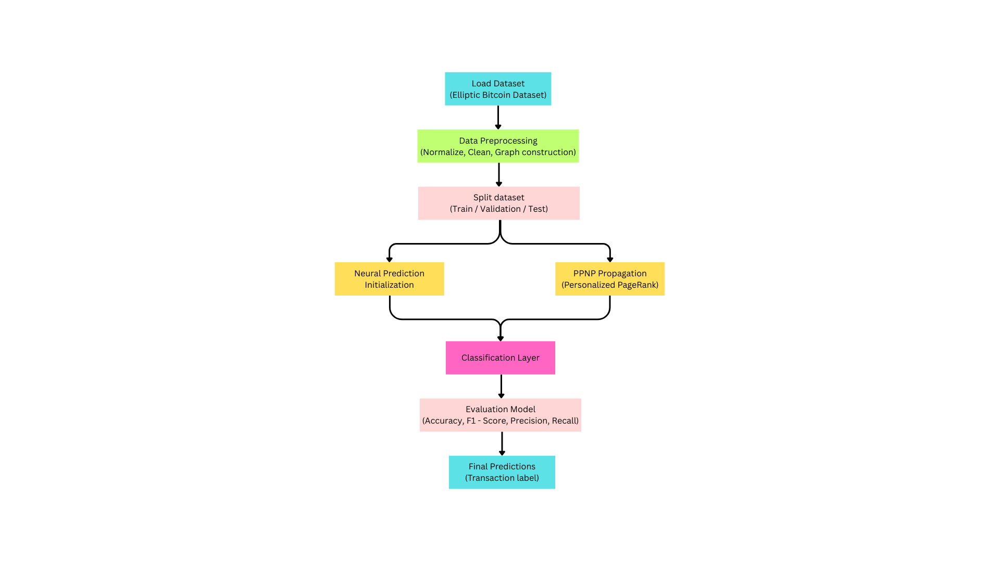 Load Dataset
(Elliptic Bitcoin Dataset)
Data Preprocessing
(Normalize, Clean, Graph construction)
Split dataset
(Train / Validation / Test)
Neural Prediction
Initialization
PPNP Propagation
(Personalized PageRank)
Classification Layer
Evaluation Model
(Accuracy, F1 - Score, Precision, Recall)
Final Predictions
(Transaction label)